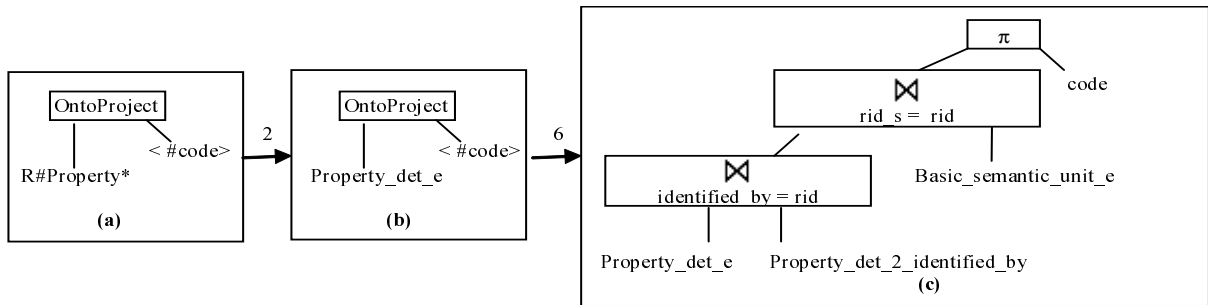 OntoProject
< #code>
R#Property*
(a)
2
OntoProject
< #code>
Property_det_e
(b)
6
π
code
⋈
rid_s = rid
Basic_semantic_unit_e
⋈
identified_by = rid
Property_det_e
Property_det_2_identified_by
(c)